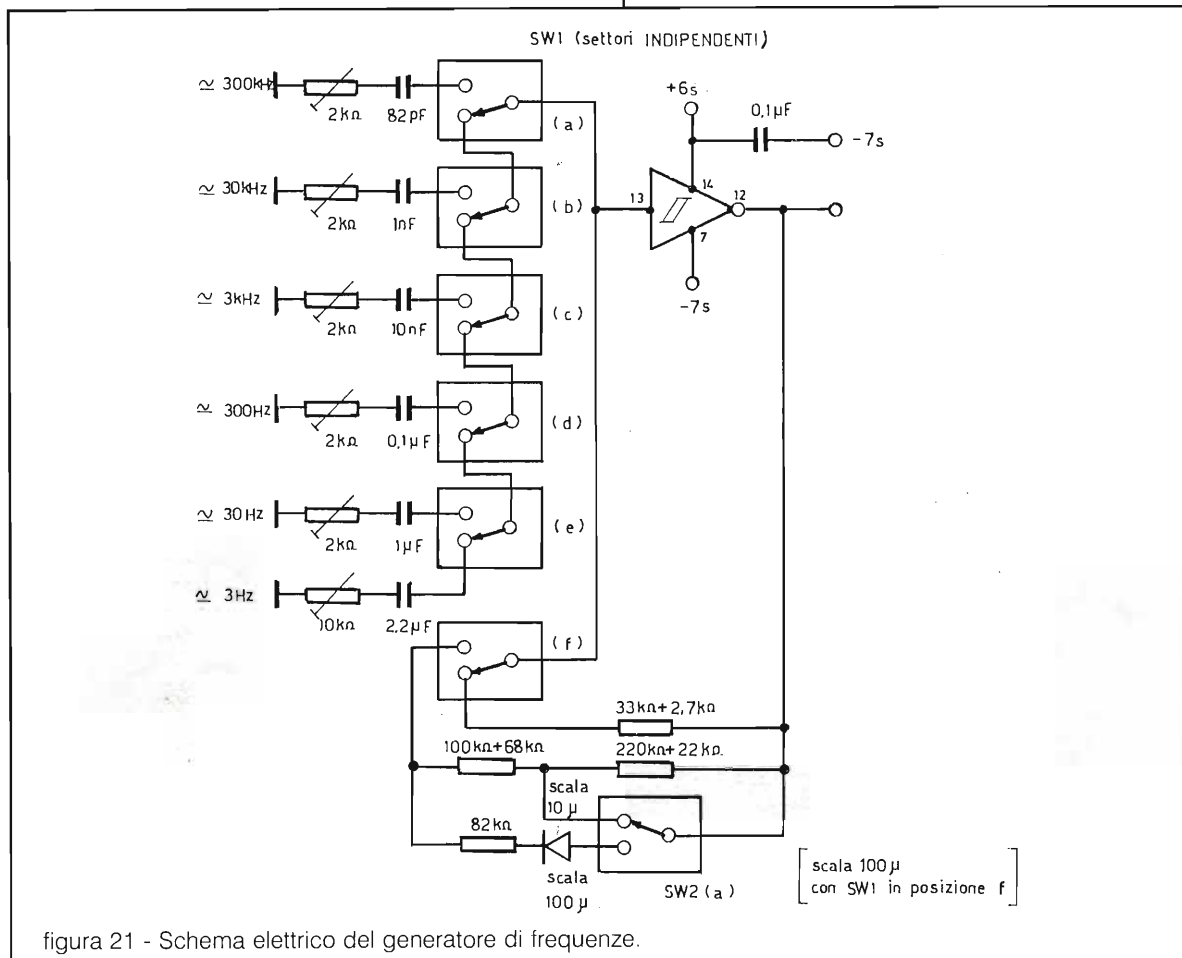 SW1 (settori INDIPENDENTI)
≃ 300kHz
2kΩ
82pF
(a)
+6s
0,1µF
-7s
≃ 30kHz
2kΩ
1nF
(b)
13
14
12
7
-7s
≃ 3kHz
2kΩ
10nF
(c)
≃ 300Hz
2kΩ
0,1µF
(d)
≃ 30Hz
2kΩ
1µF
(e)
≃ 3Hz
10kΩ
2,2µF
(f)
33kΩ+2,7kΩ
100kΩ+68kΩ
220kΩ+22kΩ
scala
10µ
82kΩ
scala
100µ
SW2(a)
scala 100µ
con SW1 in posizione f
figura 21 - Schema elettrico del generatore di frequenze.